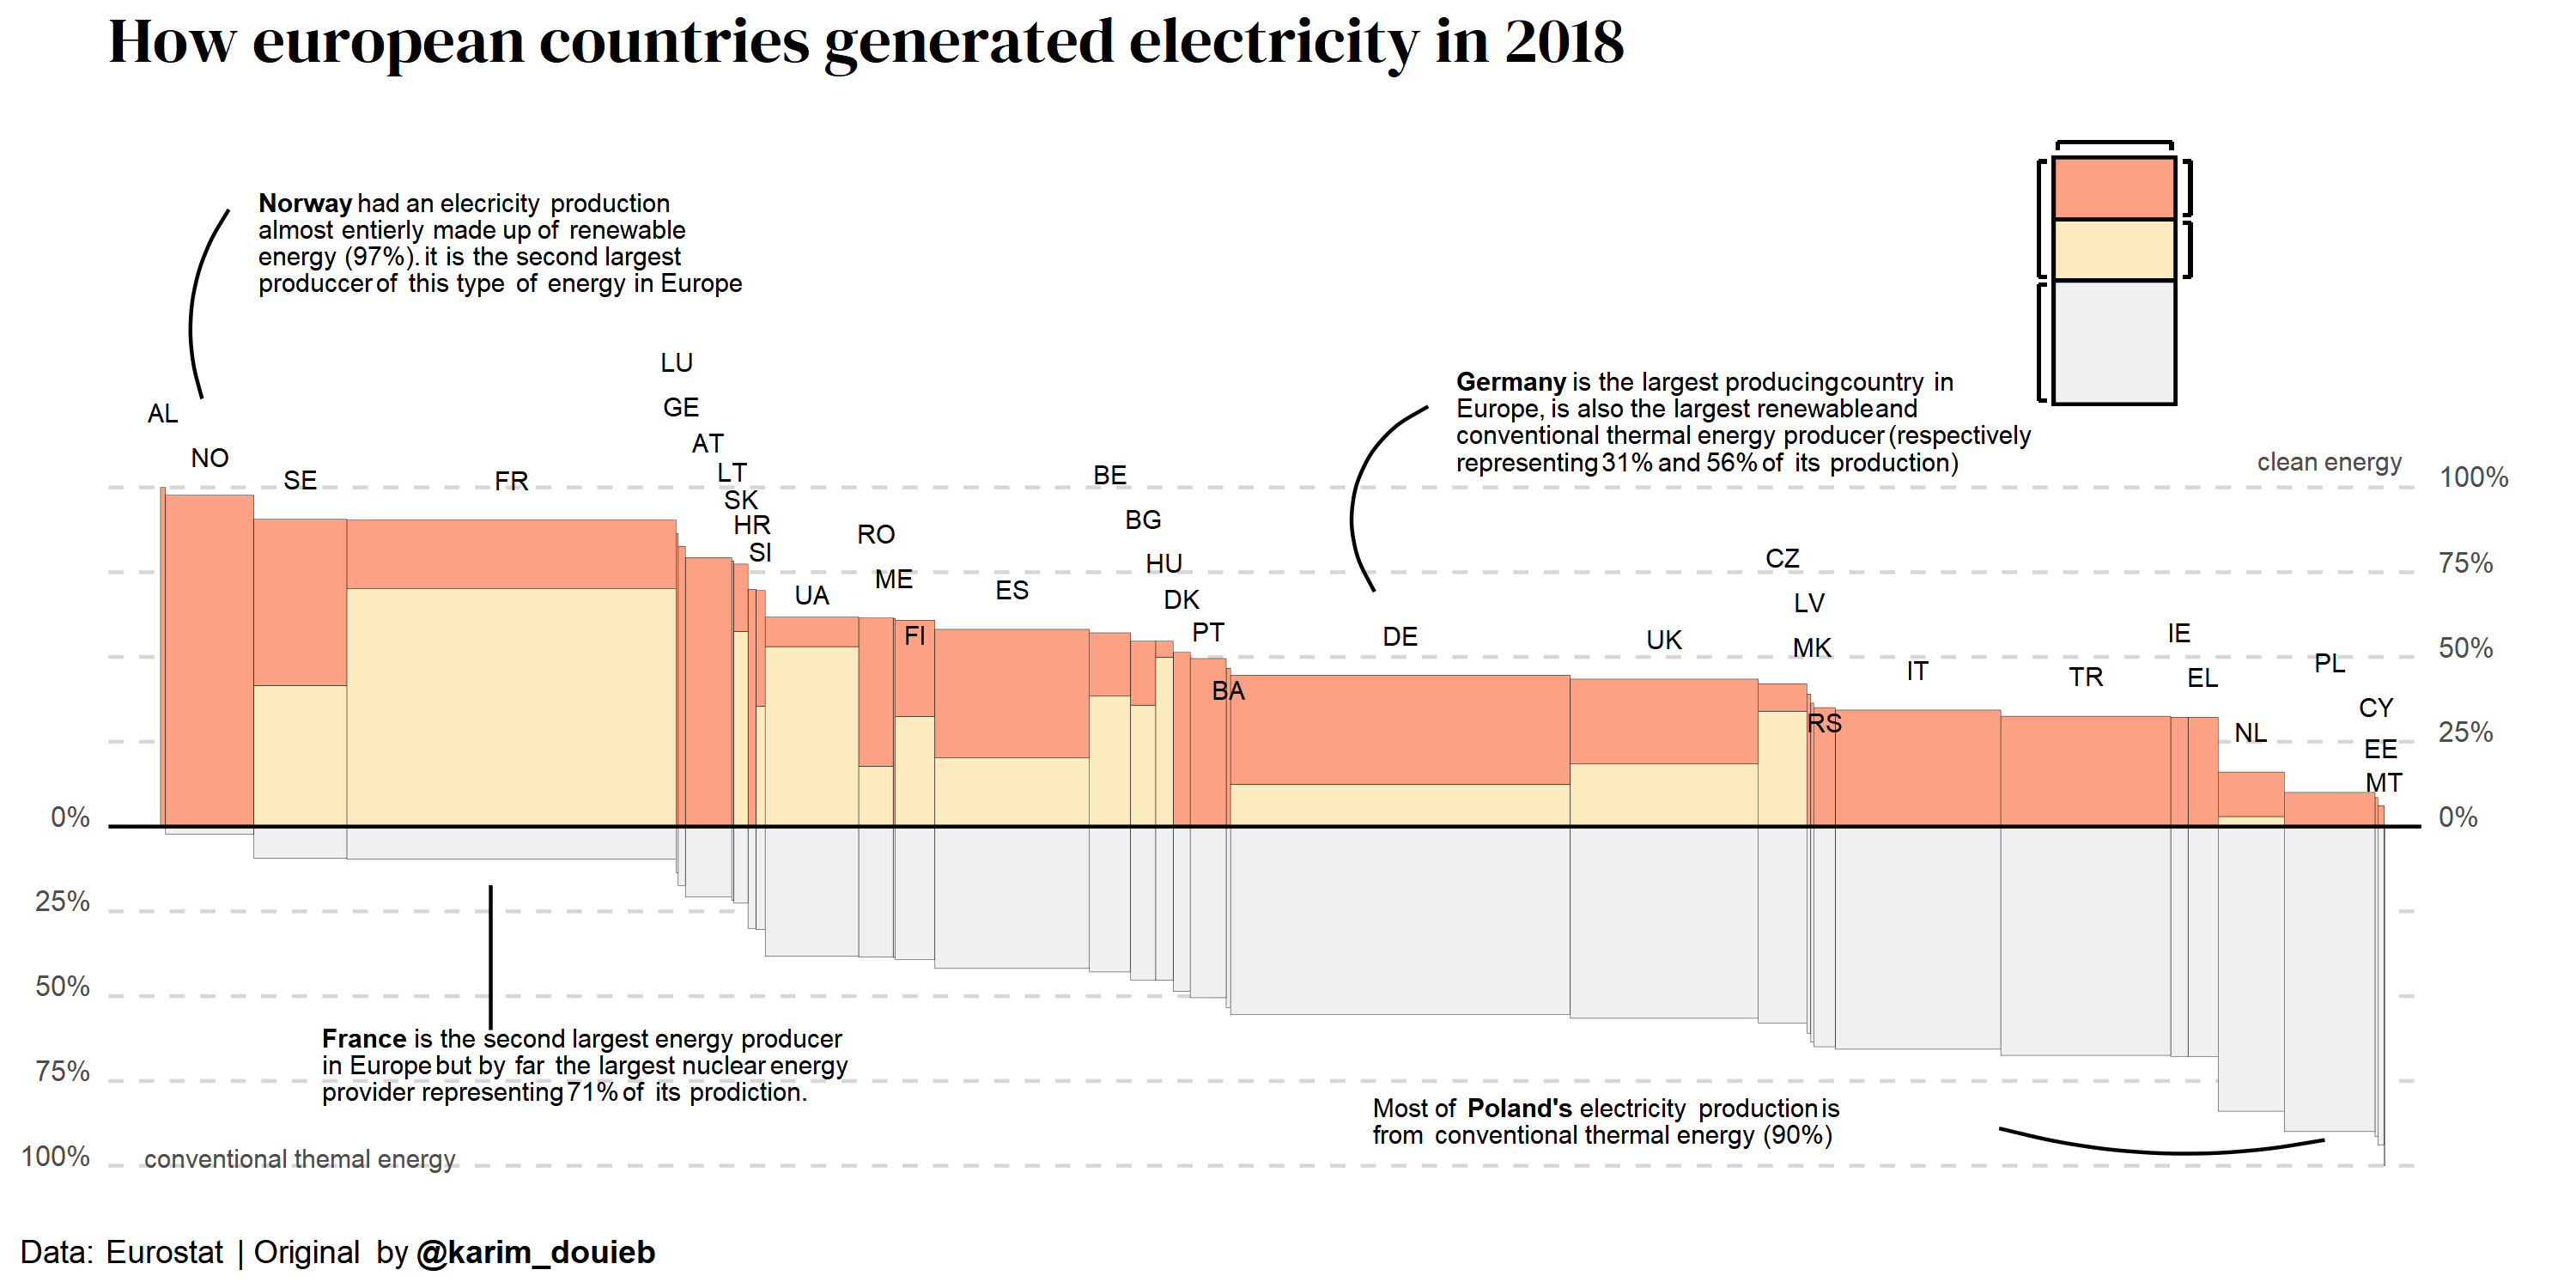 How european countries generated electricity in 2018
Norway had an elecricity production
almost entierly made up of renewable
energy (97%). it is the second largest
produccer of this type of energy in Europe
Germany is the largest producingcountry in
Europe, is also the largest renewable and
conventional thermal energy producer (respectively
representing 31% and 56% of its production)
clean energy
AL
NO
SE
FR
LU
GE
AT
LT
SK
HR
SI
UA
RO
ME
FI
ES
BE
BG
HU
DK
PT
BA
DE
UK
CZ
LV
MK
RS
IT
TR
IE
EL
NL
PL
CY
EE
MT
100%
75%
50%
25%
0%
0%
25%
50%
75%
100%
conventional themal energy
France is the second largest energy producer
in Europe but by far the largest nuclear energy
provider representing 71% of its prodiction.
Most of Poland's electricity production is
from conventional thermal energy (90%)
Data: Eurostat | Original by @karim_douieb